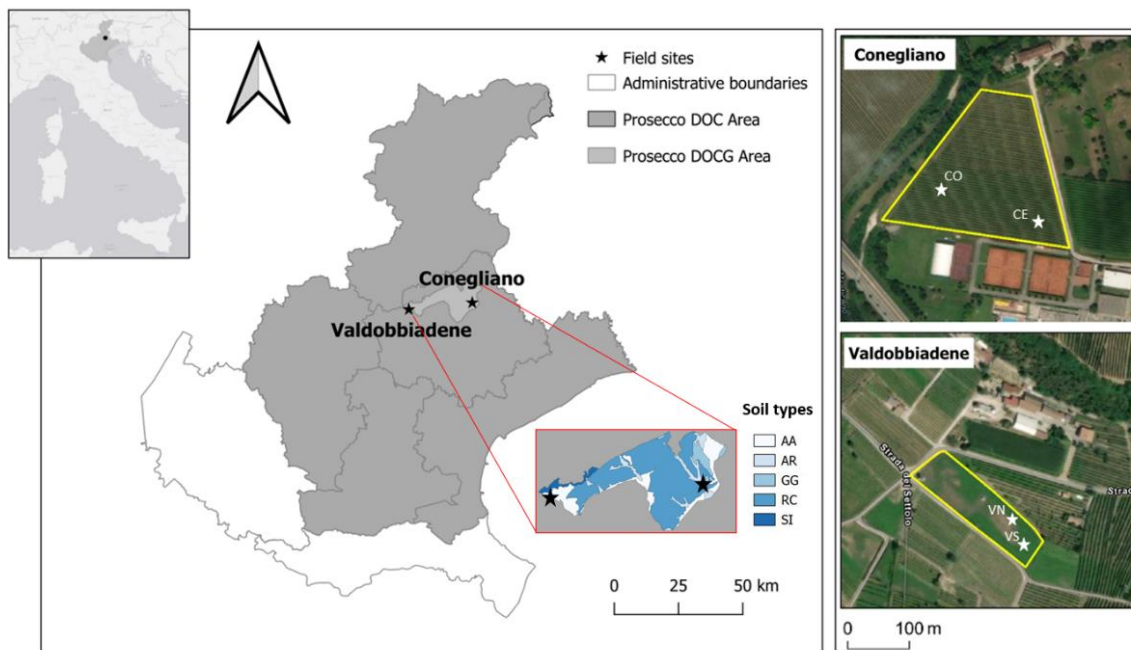 Field sites
Administrative boundaries
Prosecco DOC Area
Prosecco DOCG Area
Conegliano
Valdobbiadene
Soil types
AA
AR
GG
RC
SI
0 25 50 km
Conegliano
CO
CE
Valdobbiadene
Strada del Settolo
VN
VS
0 100 m